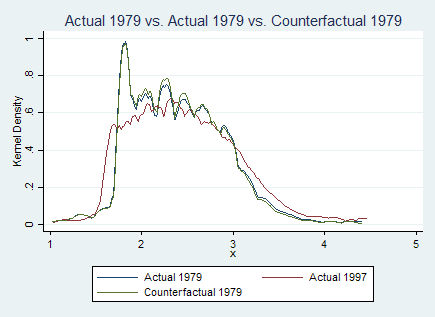 Actual 1979 vs. Actual 1979 vs. Counterfactual 1979
Kernel Density
1
.8
.6
.4
.2
0
1 2 3 4 5
x
Actual 1979 Actual 1997
Counterfactual 1979